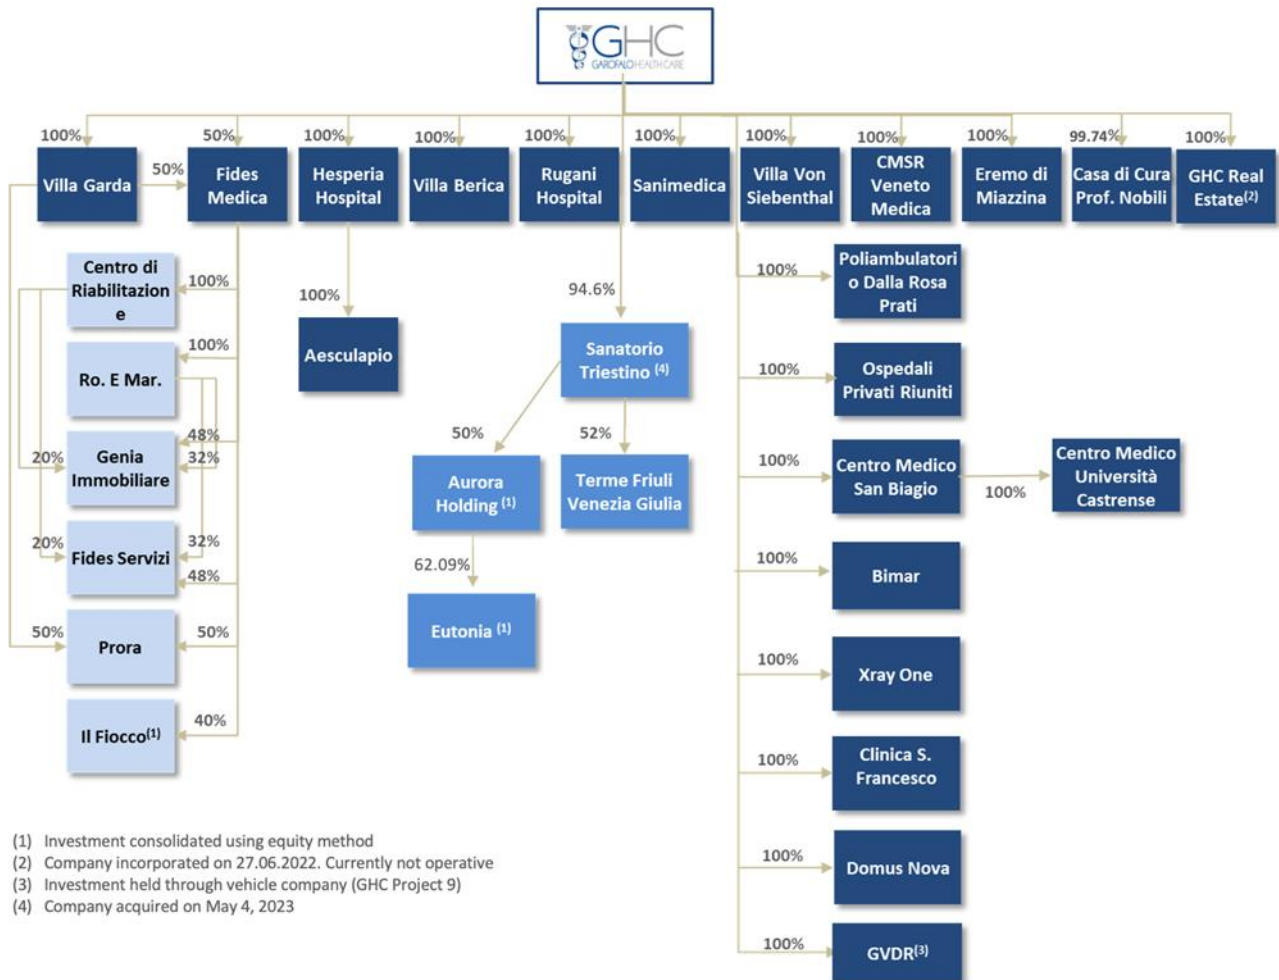 GHC
GAROFALO HEALTH CARE
100%
50%
100%
100%
100%
100%
100%
100%
100%
99.74%
100%
Villa Garda
50%
Fides
Medica
Hesperia
Hospital
Villa Berica
Rugani
Hospital
Sanimedica
Villa Von
Siebenthal
CMSR
Veneto
Medica
Eremo di
Miazzina
Casa di Cura
Prof. Nobili
GHC Real
Estate(2)
Centro di
Riabilitazion
e
100%
100%
Aesculapio
94.6%
Sanatorio
Triestino (4)
100%
Poliambulatori
o Dalla Rosa
Prati
Ro. E Mar.
100%
100%
Ospedali
Privati Riuniti
20%
Genia
Immobiliare
48%
32%
50%
Aurora
Holding (1)
52%
Terme Friuli
Venezia Giulia
100%
Centro Medico
San Biagio
100%
Centro Medico
Università
Castrense
20%
Fides Servizi
32%
48%
62.09%
Eutonia (1)
100%
Bimar
50%
Prora
50%
100%
Xray One
Il Fiocco(1)
40%
100%
Clinica S.
Francesco
100%
Domus Nova
100%
GVDR(3)
(1) Investment consolidated using equity method
(2) Company incorporated on 27.06.2022. Currently not operative
(3) Investment held through vehicle company (GHC Project 9)
(4) Company acquired on May 4, 2023